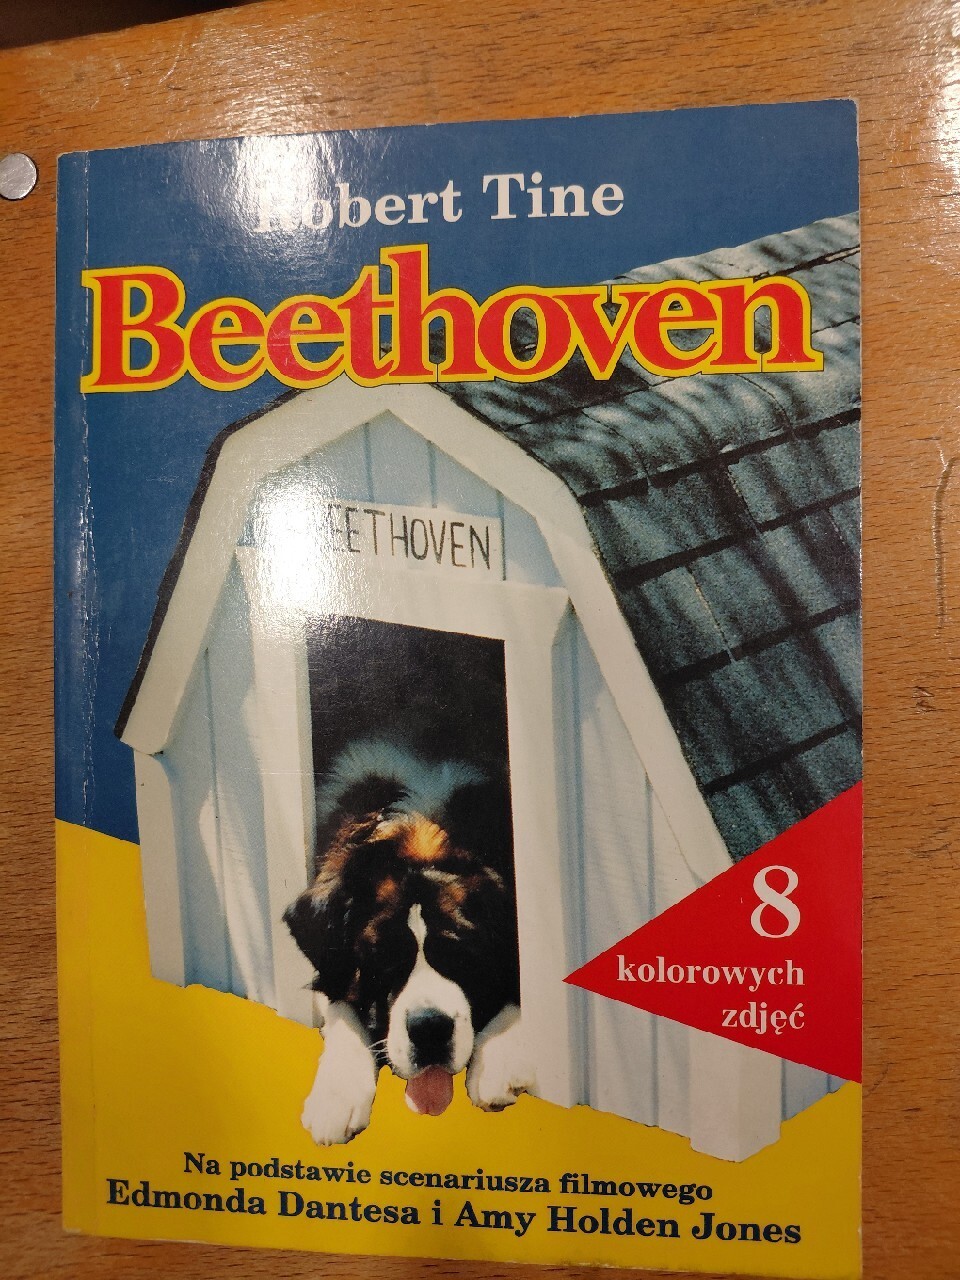 Robert Tine
Beethoven
BEETHOVEN
8
kolorowych
zdjęć
Na podstawie scenariusza filmowego
Edmonda Dantesa i Amy Holden Jones